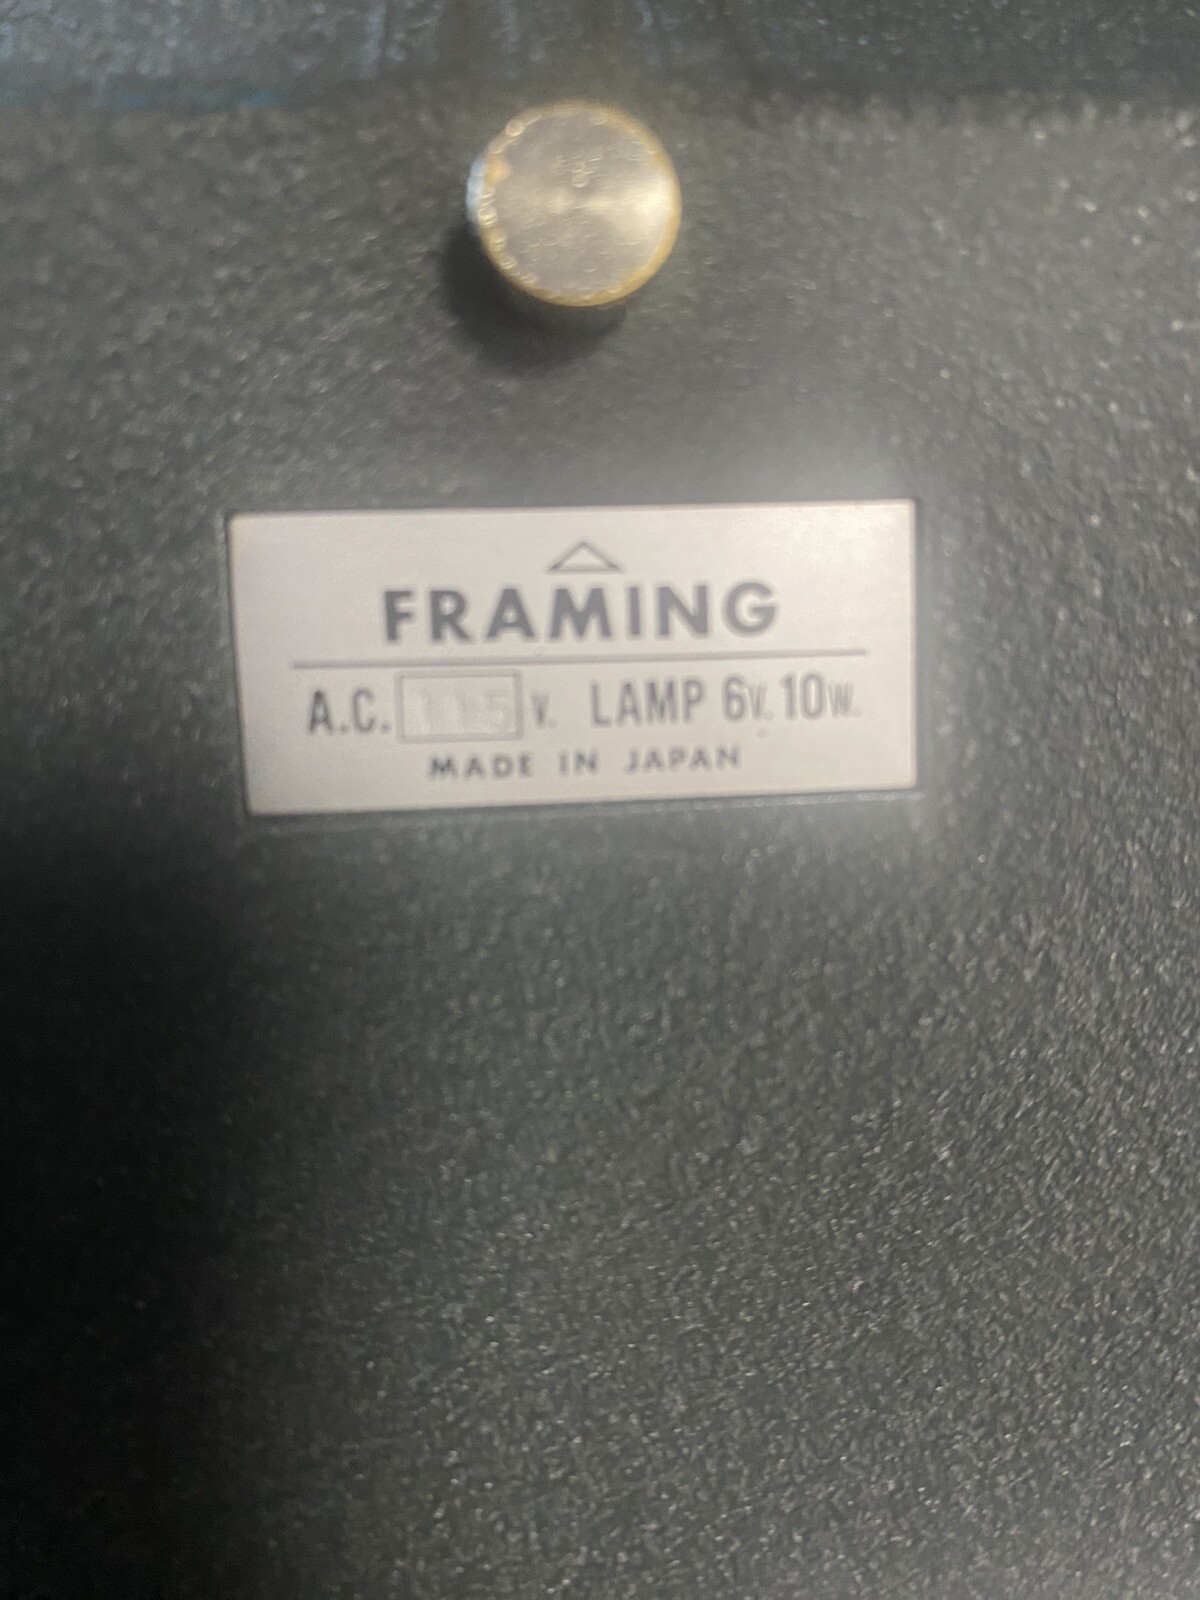 FRAMING
A.C. 115 V. LAMP 6V. 10W.
MADE IN JAPAN